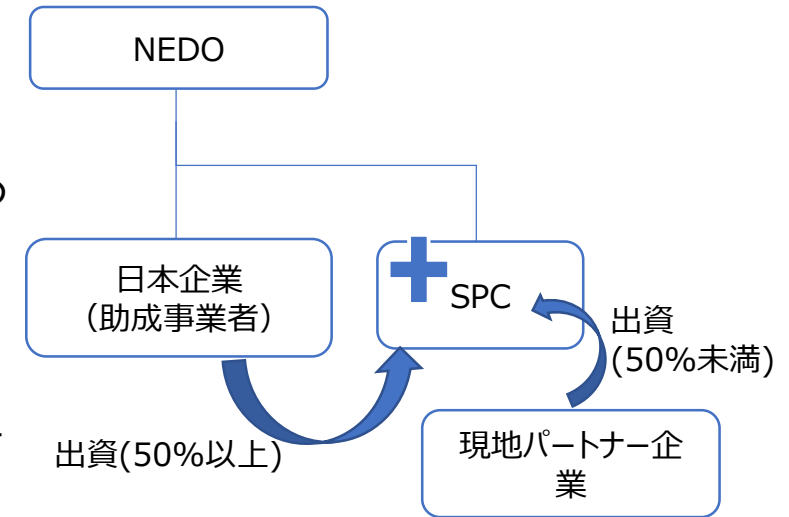 NEDO
の
日本企業
（助成事業者）
SPC
出資
(50%未満)
出資(50%以上)
現地パートナー企
業